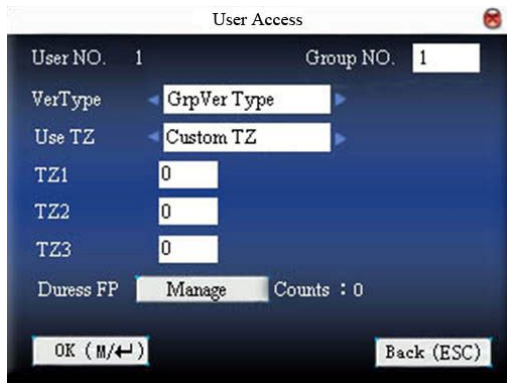 User Access
User NO. 1 Group NO. 1
VerType GrpVer Type
Use TZ Custom TZ
TZ1 0
TZ2 0
TZ3 0
Duress FP Manage Counts : 0
OK (M/↵) Back (ESC)